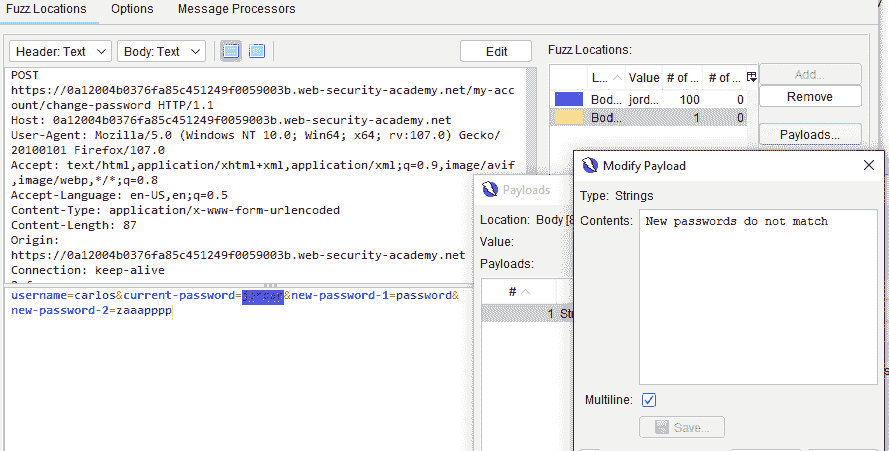 Fuzz Locations Options Message Processors
Header: Text Body: Text Edit
Fuzz Locations:
POST
https://0a12004b0376fa85c451249f0059003b.web-security-academy.net/my-acc
ount/change-password HTTP/1.1
Host: 0a12004b0376fa85c451249f0059003b.web-security-academy.net
User-Agent: Mozilla/5.0 (Windows NT 10.0; Win64; x64; rv:107.0) Gecko/
20100101 Firefox/107.0
Accept: text/html,application/xhtml+xml,application/xml;q=0.9,image/avif
,image/webp,*/*;q=0.8
Accept-Language: en-US,en;q=0.5
Content-Type: application/x-www-form-urlencoded
Content-Length: 87
Origin:
https://0a12004b0376fa85c451249f0059003b.web-security-academy.net
Connection: keep-alive
username=carlos&current-password=&new-password-1=password&
new-password-2=zaaapppp
L... Value # of ... # of ...
Bod... jord... 100 0
Bod... 1 0
Add...
Remove
Payloads...
Payloads
Location: Body [8
Value:
Payloads:
#
1 Str
Modify Payload
Type: Strings
Contents: New passwords do not match
Multiline:
Save...